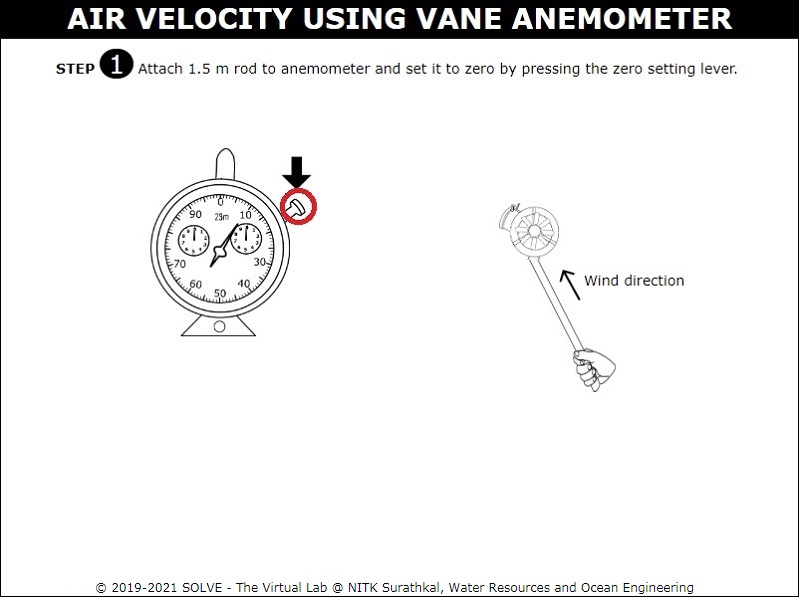 AIR VELOCITY USING VANE ANEMOMETER
STEP 1 Attach 1.5 m rod to anemometer and set it to zero by pressing the zero setting lever.
0
90 25m 10
70 30
60 40
50
Wind direction
© 2019-2021 SOLVE - The Virtual Lab @ NITK Surathkal, Water Resources and Ocean Engineering